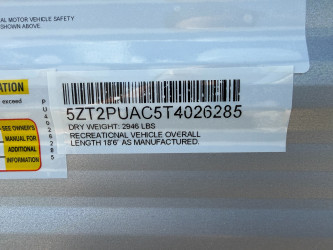 AL MOTOR VEHICLE SAFETY
SHOWN ABOVE.
ATION
exceed
PU4026285
SEE OWNER'S
MANUAL FOR
ADDITIONAL
INFORMATION
5ZT2PUAC5T4026285
DRY WEIGHT: 2946 LBS
RECREATIONAL VEHICLE OVERALL
LENGTH 18'6" AS MANUFACTURED.